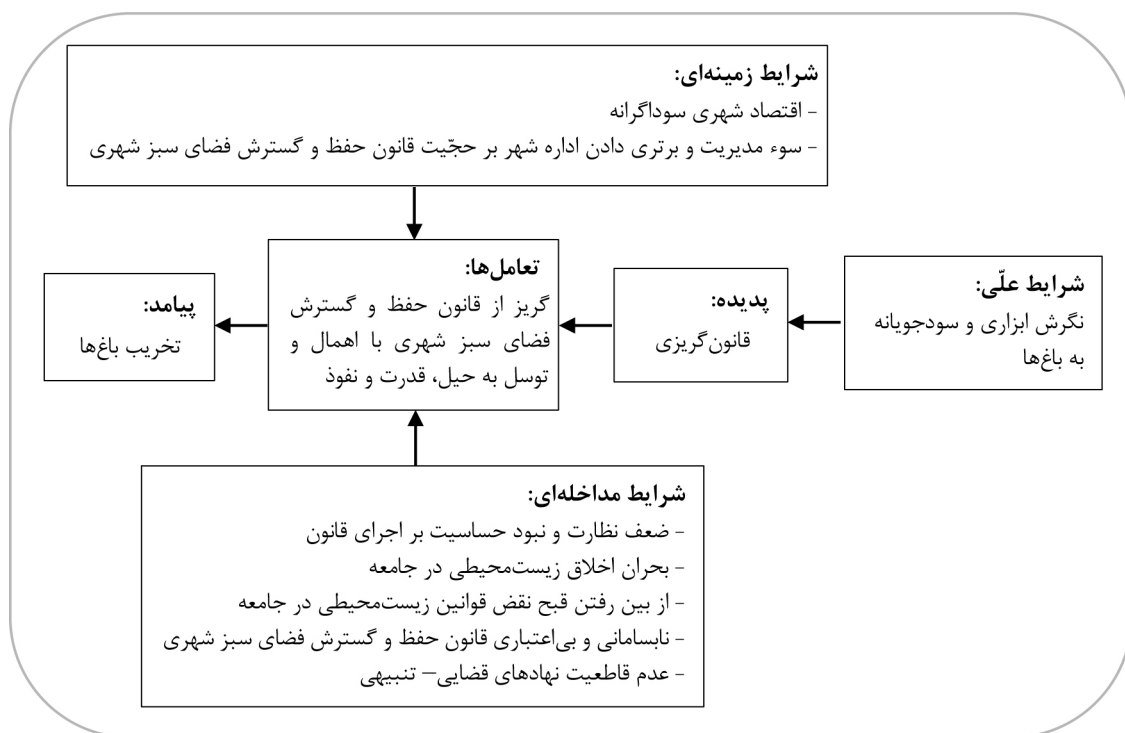 شرایط زمینه‌ای:
- اقتصاد شهری سوداگرانه
- سوء مدیریت و برتری دادن اداره شهر بر حجّیت قانون حفظ و گسترش فضای سبز شهری
شرایط علّی:
نگرش ابزاری و سودجویانه
به باغ‌ها
پدیده:
قانون‌گریزی
تعامل‌ها:
گریز از قانون حفظ و گسترش
فضای سبز شهری با اهمال و
توسل به حیل، قدرت و نفوذ
پیامد:
تخریب باغ‌ها
شرایط مداخله‌ای:
- ضعف نظارت و نبود حساسیت بر اجرای قانون
- بحران اخلاق زیست‌محیطی در جامعه
- از بین رفتن قبح نقض قوانین زیست‌محیطی در جامعه
- نابسامانی و بی‌اعتباری قانون حفظ و گسترش فضای سبز شهری
- عدم قاطعیت نهادهای قضایی– تنبیهی